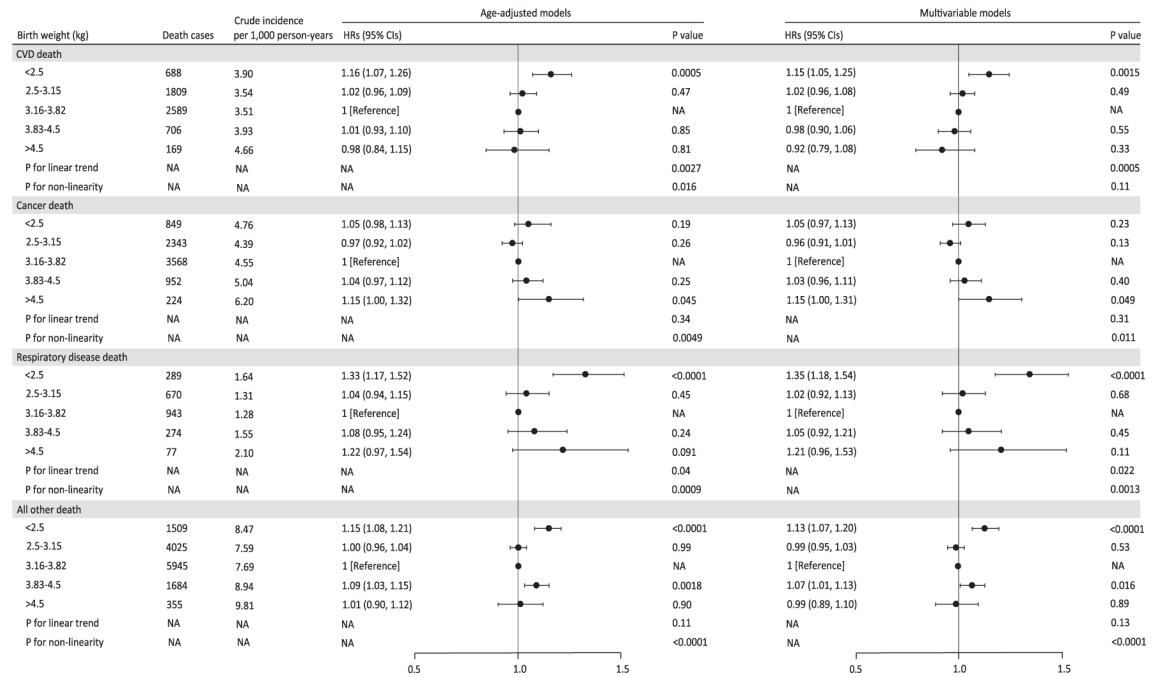 Age-adjusted models Multivariable models
Birth weight (kg) Death cases Crude incidence per 1,000 person-years HRs (95% CIs) P value HRs (95% CIs) P value
CVD death
<2.5 688 3.90 1.16 (1.07, 1.26) 0.0005 1.15 (1.05, 1.25) 0.0015
2.5-3.15 1809 3.54 1.02 (0.96, 1.09) 0.47 1.02 (0.96, 1.08) 0.49
3.16-3.82 2589 3.51 1 [Reference] NA 1 [Reference] NA
3.83-4.5 706 3.93 1.01 (0.93, 1.10) 0.85 0.98 (0.90, 1.06) 0.55
>4.5 169 4.66 0.98 (0.84, 1.15) 0.81 0.92 (0.79, 1.08) 0.33
P for linear trend NA NA NA 0.0027 NA 0.0005
P for non-linearity NA NA NA 0.016 NA 0.11
Cancer death
<2.5 849 4.76 1.05 (0.98, 1.13) 0.19 1.05 (0.97, 1.13) 0.23
2.5-3.15 2343 4.39 0.97 (0.92, 1.02) 0.26 0.96 (0.91, 1.01) 0.13
3.16-3.82 3568 4.55 1 [Reference] NA 1 [Reference] NA
3.83-4.5 952 5.04 1.04 (0.97, 1.12) 0.25 1.03 (0.96, 1.11) 0.40
>4.5 224 6.20 1.15 (1.00, 1.32) 0.045 1.15 (1.00, 1.31) 0.049
P for linear trend NA NA NA 0.34 NA 0.31
P for non-linearity NA NA NA 0.0049 NA 0.011
Respiratory disease death
<2.5 289 1.64 1.33 (1.17, 1.52) <0.0001 1.35 (1.18, 1.54) <0.0001
2.5-3.15 670 1.31 1.04 (0.94, 1.15) 0.45 1.02 (0.92, 1.13) 0.68
3.16-3.82 943 1.28 1 [Reference] NA 1 [Reference] NA
3.83-4.5 274 1.55 1.08 (0.95, 1.24) 0.24 1.05 (0.92, 1.21) 0.45
>4.5 77 2.10 1.22 (0.97, 1.54) 0.091 1.21 (0.96, 1.53) 0.11
P for linear trend NA NA NA 0.04 NA 0.022
P for non-linearity NA NA NA 0.0009 NA 0.0013
All other death
<2.5 1509 8.47 1.15 (1.08, 1.21) <0.0001 1.13 (1.07, 1.20) <0.0001
2.5-3.15 4025 7.59 1.00 (0.96, 1.04) 0.99 0.99 (0.95, 1.03) 0.53
3.16-3.82 5945 7.69 1 [Reference] NA 1 [Reference] NA
3.83-4.5 1684 8.94 1.09 (1.03, 1.15) 0.0018 1.07 (1.01, 1.13) 0.016
>4.5 355 9.81 1.01 (0.90, 1.12) 0.90 0.99 (0.89, 1.10) 0.89
P for linear trend NA NA NA 0.11 NA 0.13
P for non-linearity NA NA NA <0.0001 NA <0.0001
0.5 1.0 1.5 0.5 1.0 1.5